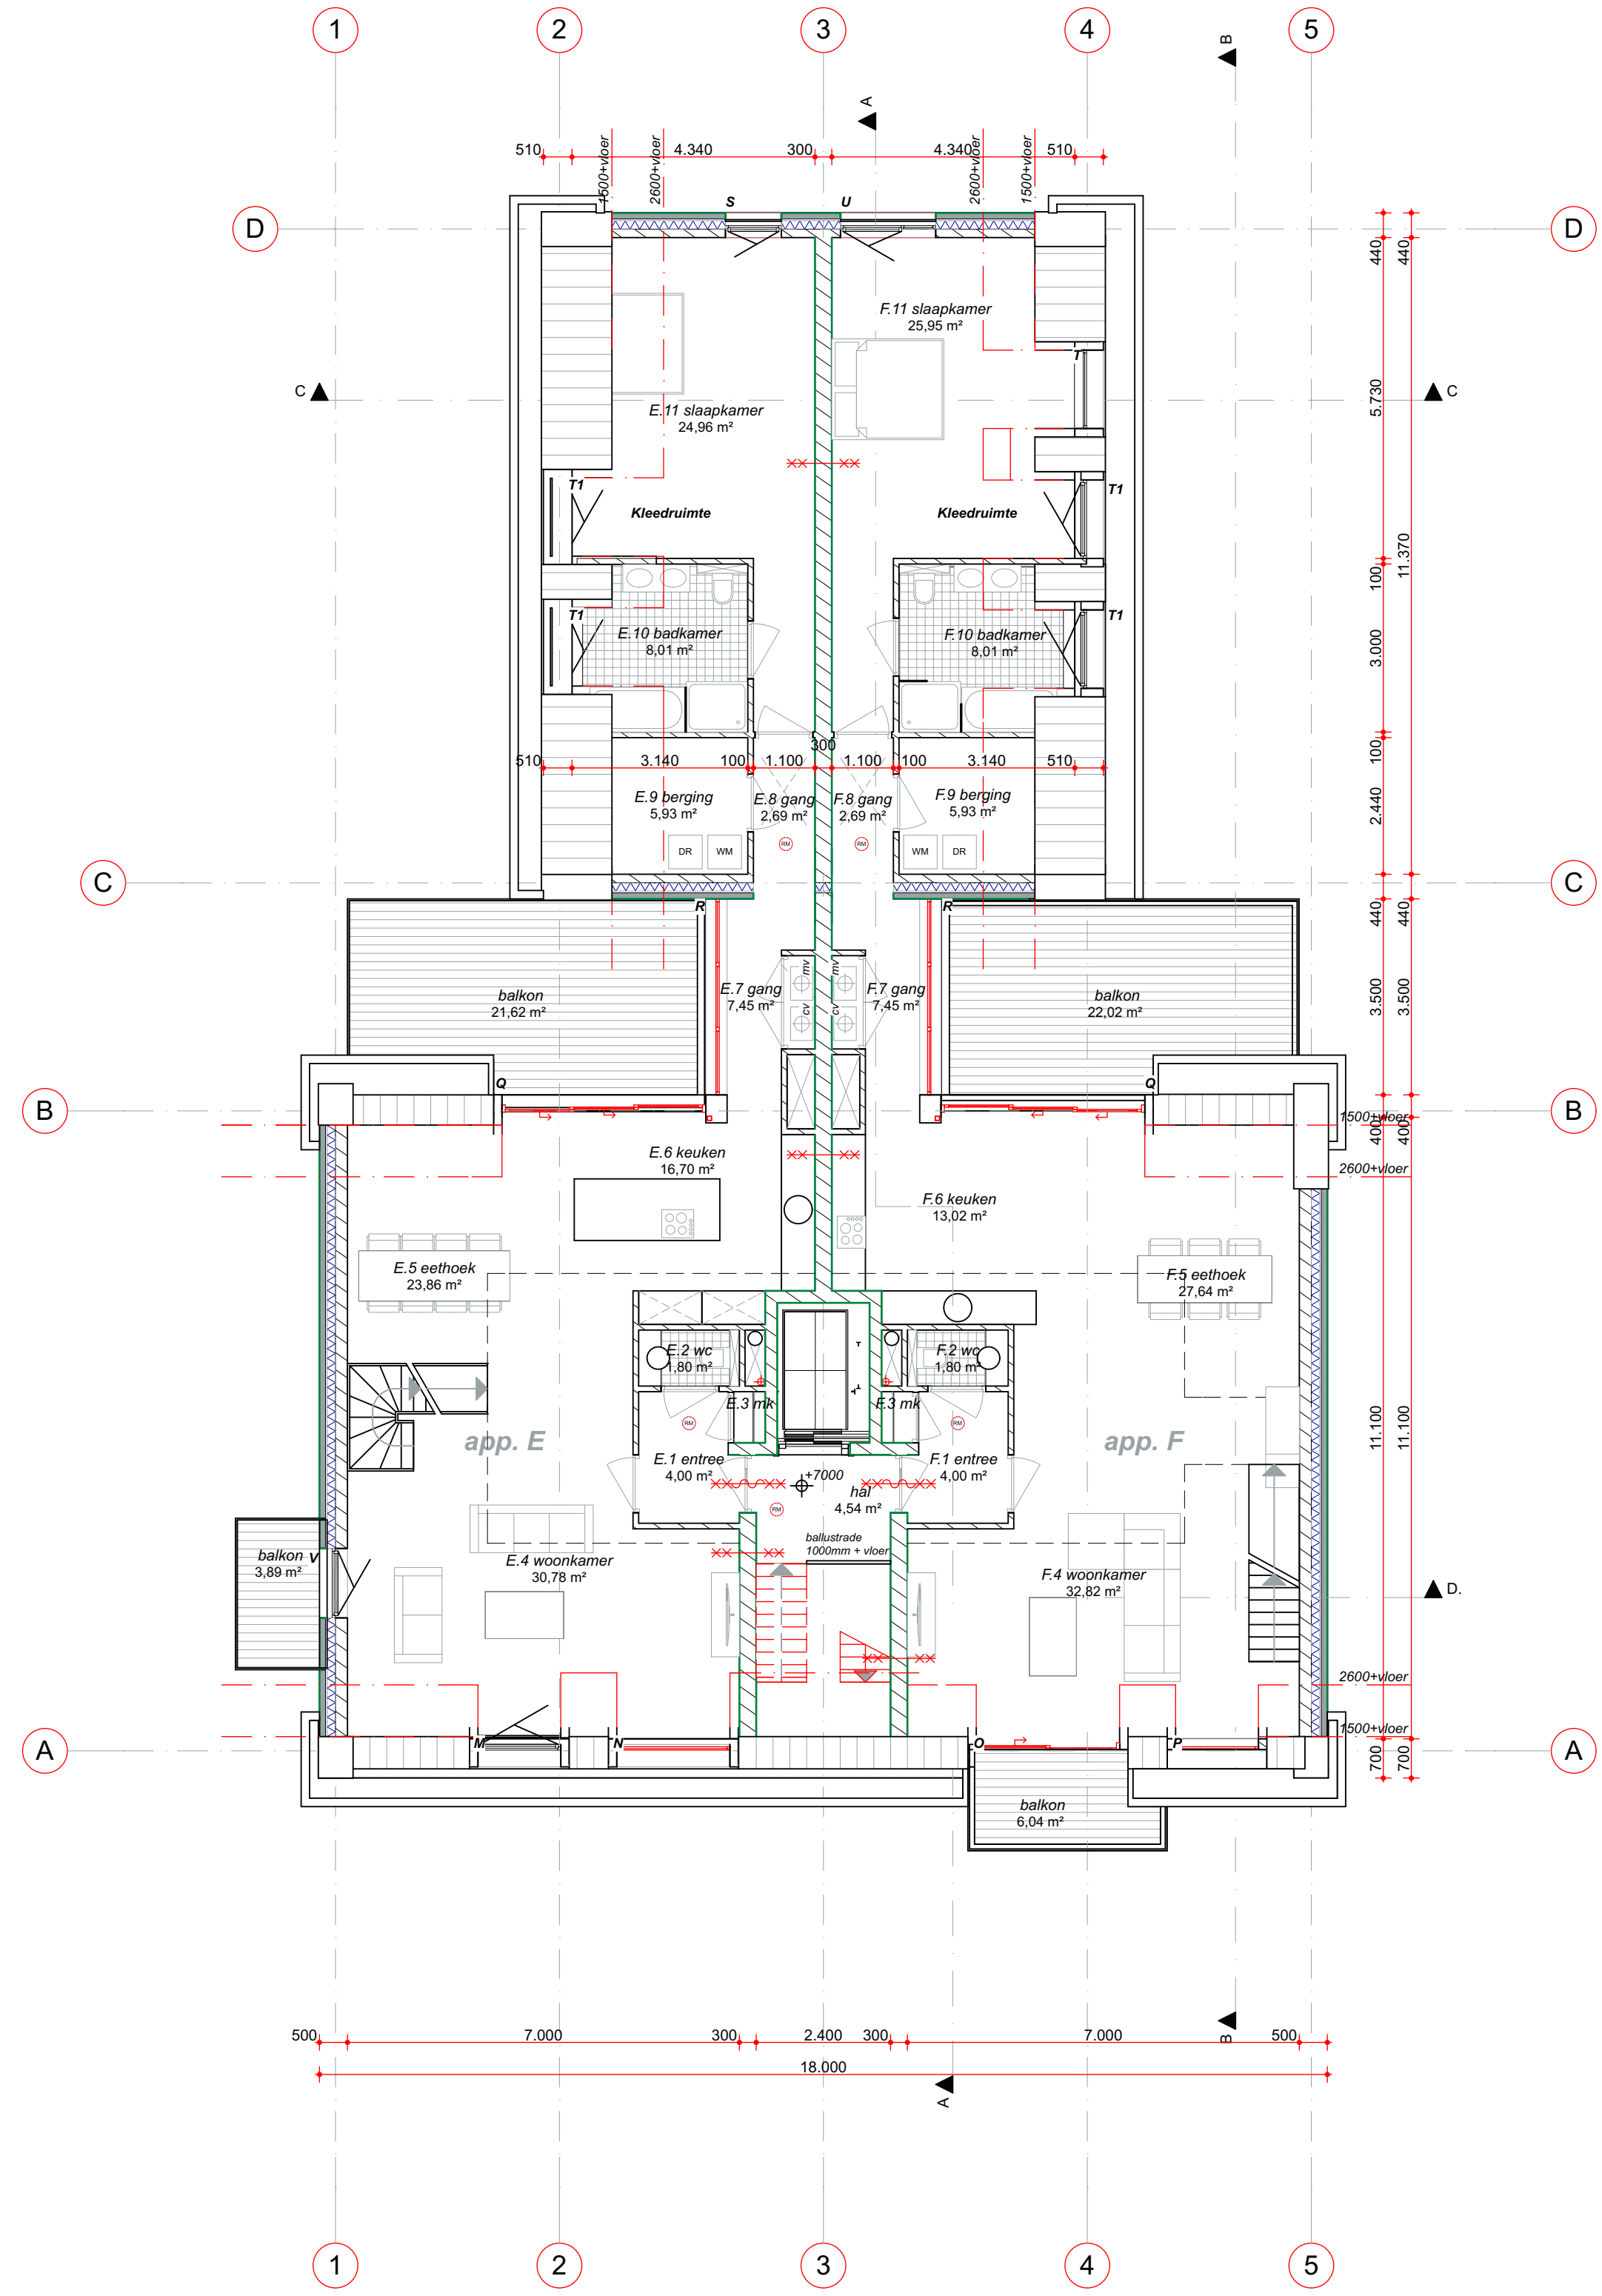 1
2
3
4
5
B
A
510
4.340
300
4.340
510
1500+vloer
2600+vloer
2600+vloer
1500+vloer
S
U
D
D
440
440
F.11 slaapkamer
25,95 m²
T
C
C
5.730
E.11 slaapkamer
24,96 m²
T1
T1
Kleedruimte
Kleedruimte
11.370
100
T1
T1
E.10 badkamer
8,01 m²
F.10 badkamer
8,01 m²
3.000
300
100
510
3.140
100
1.100
1.100
100
3.140
510
E.9 berging
5,93 m²
E.8 gang
2,69 m²
F.8 gang
2,69 m²
F.9 berging
5,93 m²
2.440
RM
RM
DR
WM
WM
DR
C
C
R
R
440
440
mv
mv
cv
cv
balkon
21,62 m²
E.7 gang
7,45 m²
F.7 gang
7,45 m²
balkon
22,02 m²
3.500
3.500
Q
Q
B
B
1500+vloer
400
400
E.6 keuken
16,70 m²
2600+vloer
F.6 keuken
13,02 m²
E.5 eethoek
23,86 m²
F.5 eethoek
27,64 m²
E.2 wc
1,80 m²
F.2 wc
1,80 m²
E.3 mk
F.3 mk
RM
RM
app. E
app. F
11.100
11.100
E.1 entree
4,00 m²
F.1 entree
4,00 m²
+7000
hal
4,54 m²
RM
ballustrade
1000mm + vloer
balkon
3,89 m²
V
E.4 woonkamer
30,78 m²
F.4 woonkamer
32,82 m²
D.
2600+vloer
1500+vloer
M
N
O
P
A
A
700
700
balkon
6,04 m²
500
7.000
300
2.400
300
7.000
500
B
18.000
A
1
2
3
4
5